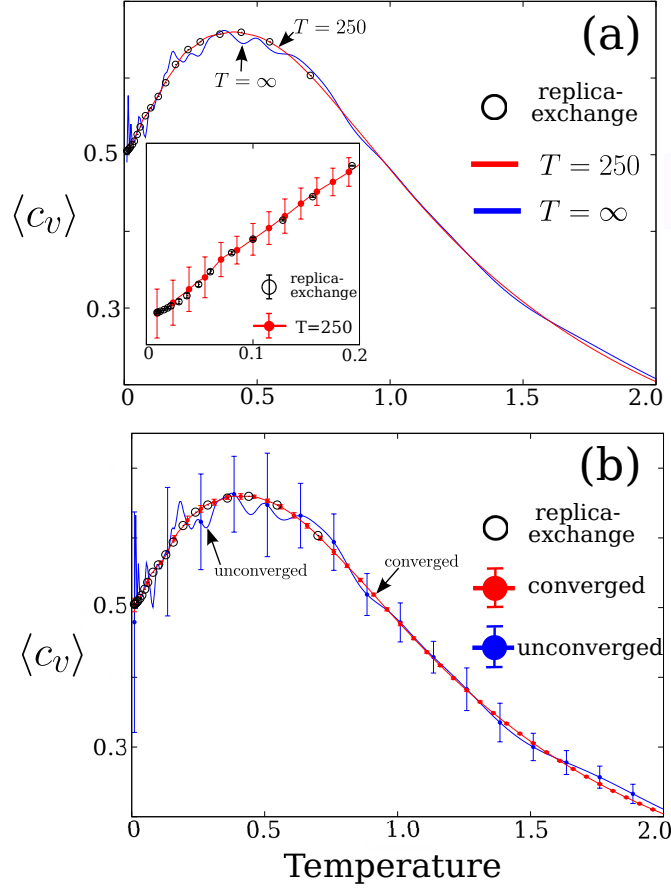 (a)
T = 250
T = ∞
replica-
exchange
T = 250
T = ∞
0.5
⟨c_v⟩
0.3
replica-
exchange
T=250
0
0.1
0.2
0
0.5
1.0
1.5
2.0
(b)
replica-
exchange
converged
unconverged
unconverged
converged
0.5
⟨c_v⟩
0.3
0
0.5
1.0
1.5
2.0
Temperature